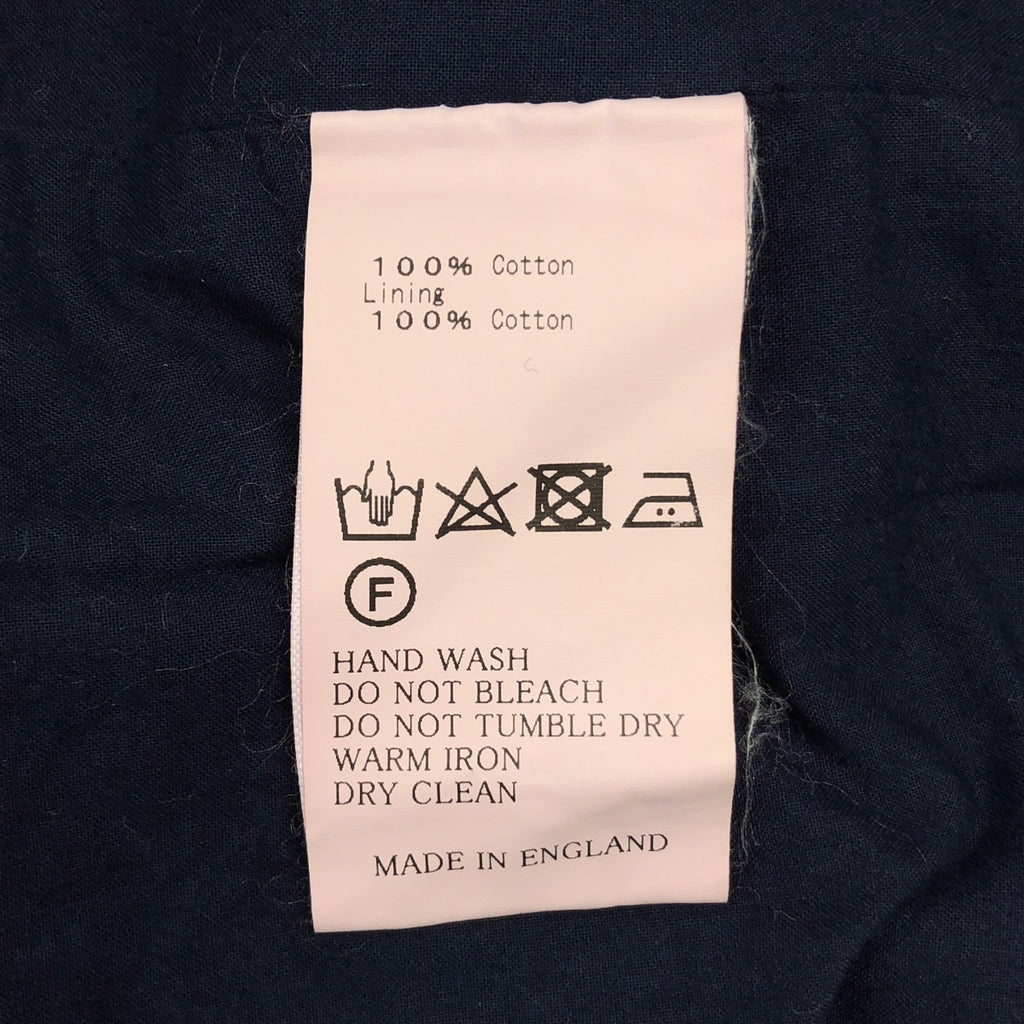 100% Cotton
Lining
100% Cotton
F
HAND WASH
DO NOT BLEACH
DO NOT TUMBLE DRY
WARM IRON
DRY CLEAN
MADE IN ENGLAND